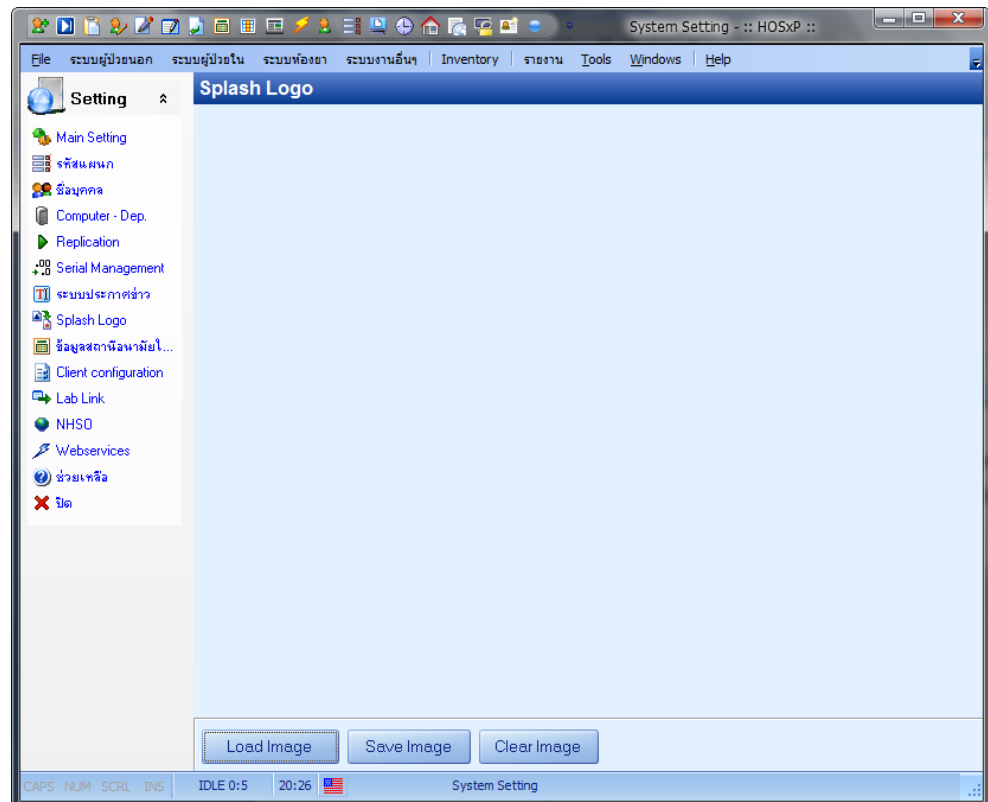 System Setting - :: HOSxP ::
File ระบบผู้ป่วยนอก ระบบผู้ป่วยใน ระบบห้องยา ระบบงานอื่นๆ Inventory รายงาน Tools Windows Help
Setting
Splash Logo
Main Setting
รหัสแผนก
ชื่อบุคคล
Computer - Dep.
Replication
Serial Management
ระบบประกาศข่าว
Splash Logo
ข้อมูลสถานีอนามัยใ...
Client configuration
Lab Link
NHSO
Webservices
ช่วยเหลือ
ปิด
Load Image Save Image Clear Image
CAPS NUM SCRL INS IDLE 0:5 20:26 System Setting